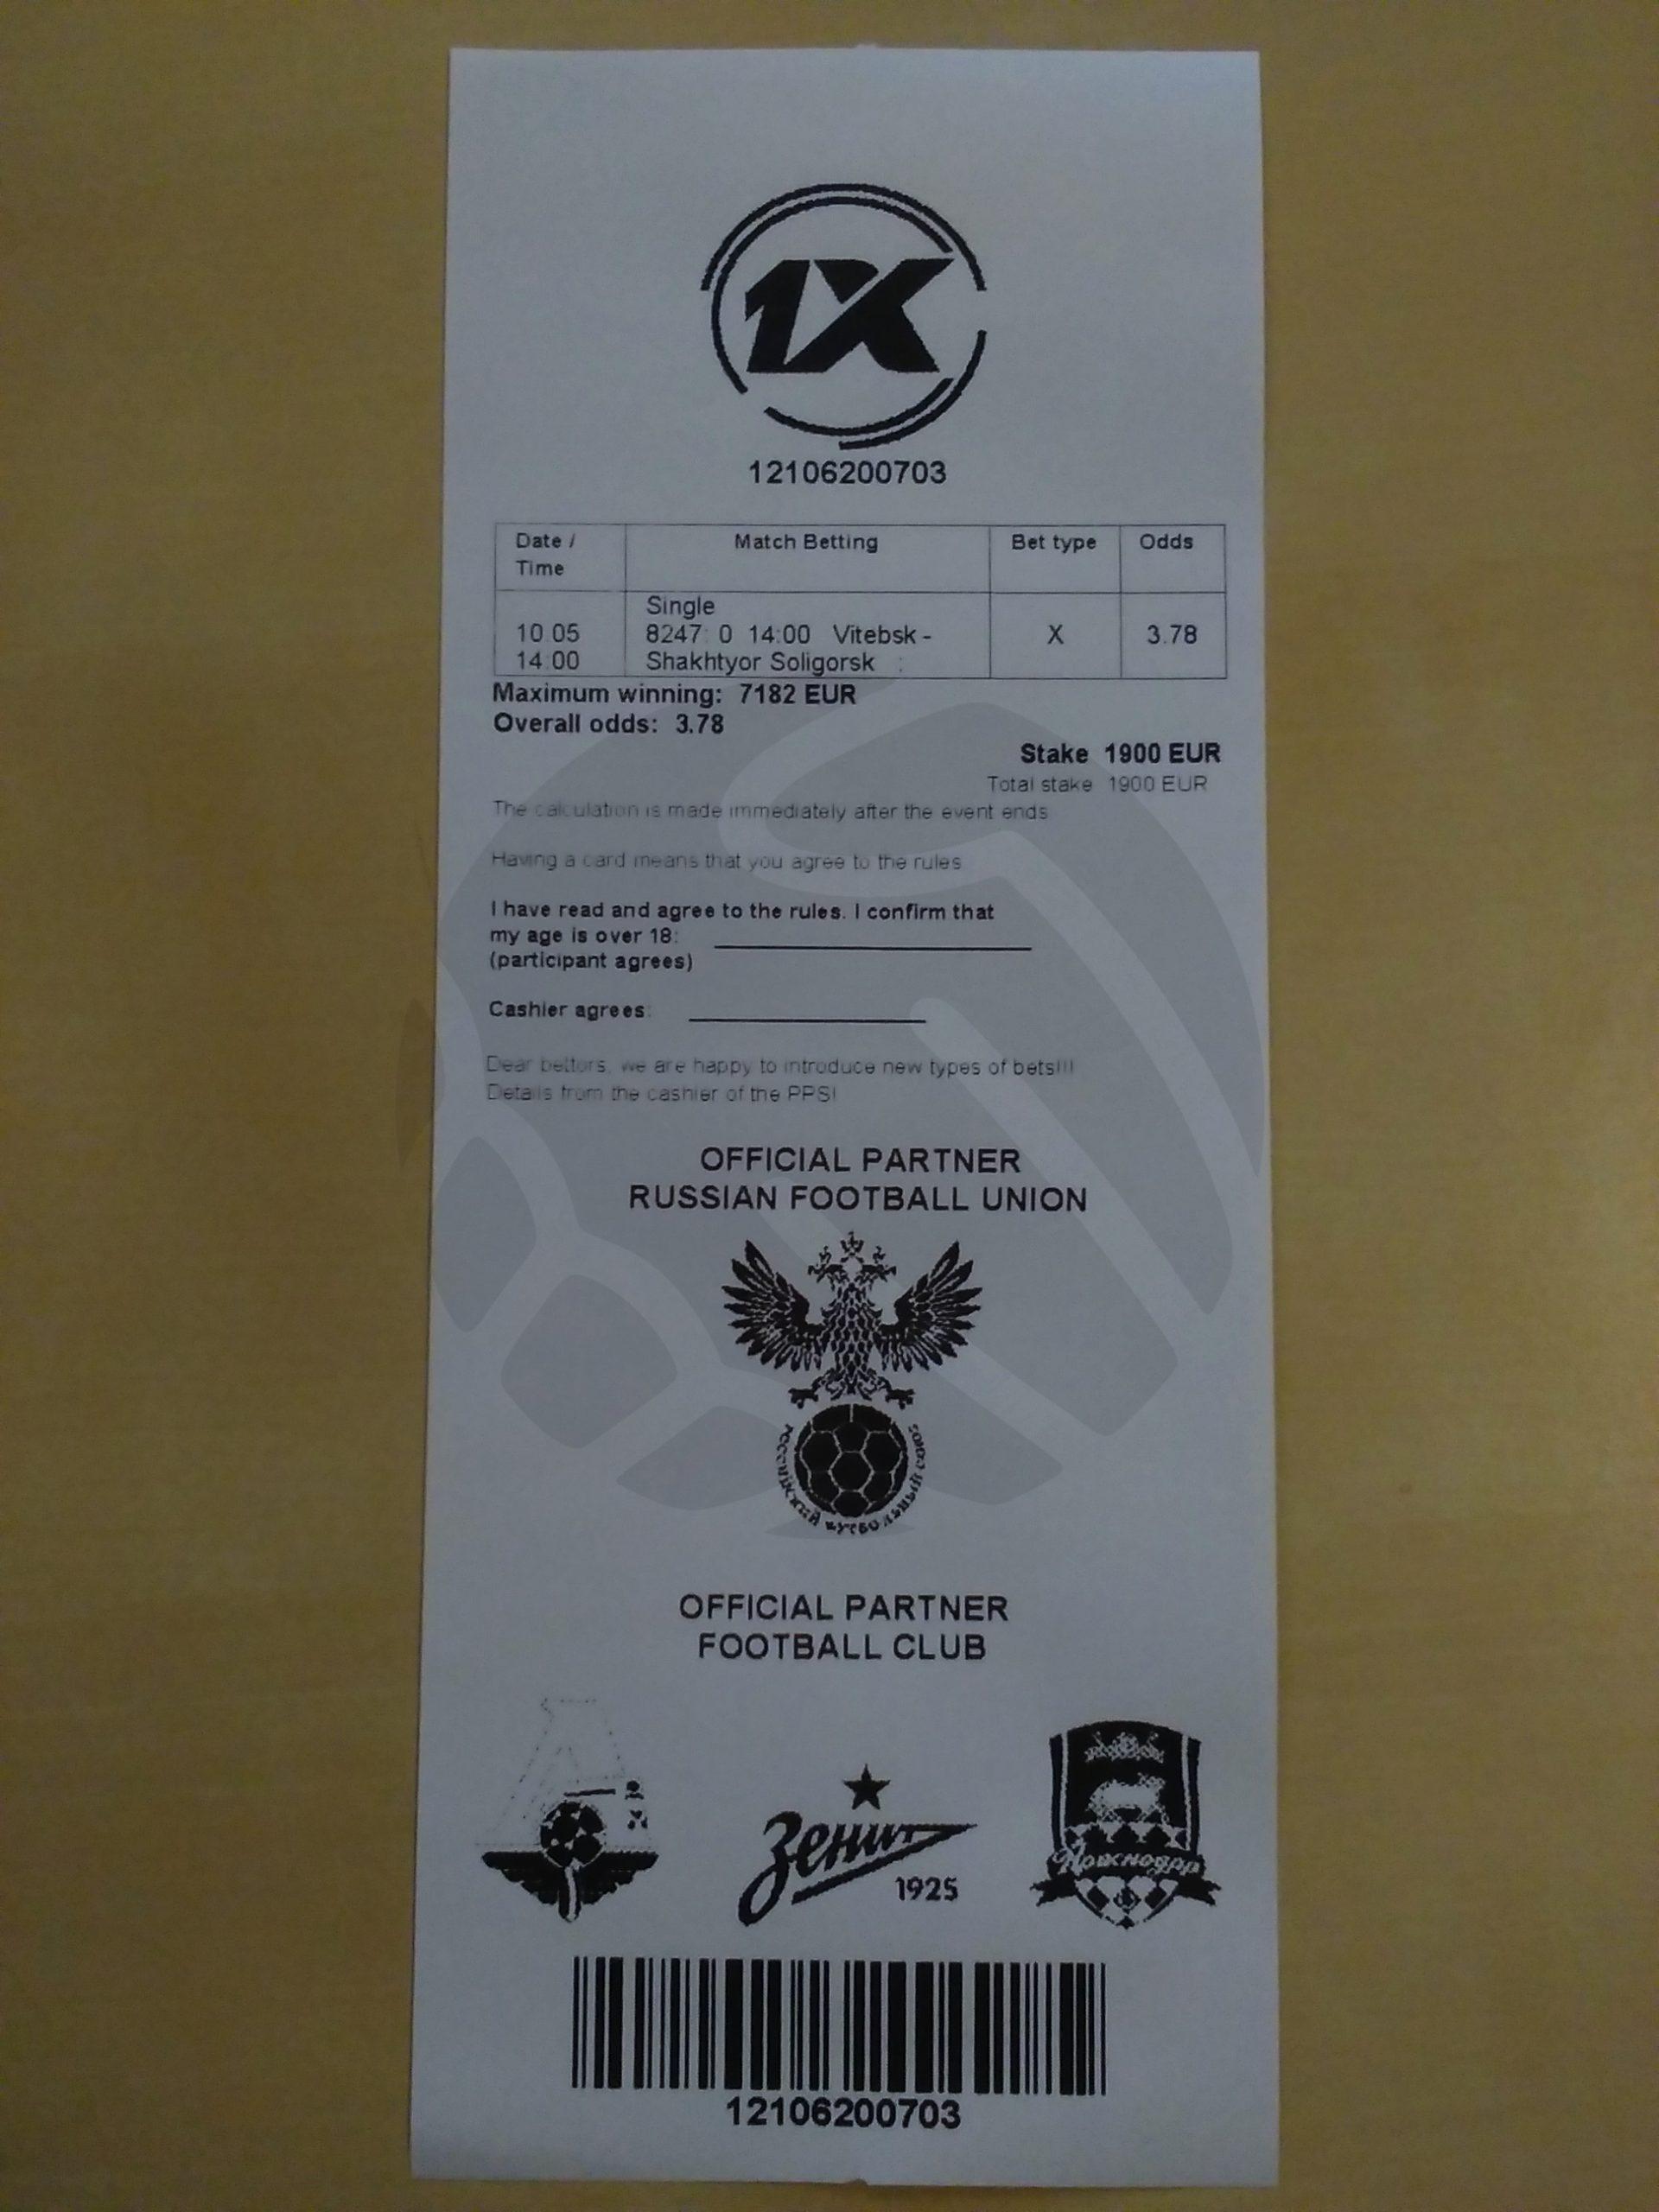 1X
12106200703
Date / Match Betting Bet type Odds
Time
Single
10.05 8247: 0 14:00 Vitebsk - X 3.78
14:00 Shakhtyor Soligorsk :
Maximum winning: 7182 EUR
Overall odds: 3.78
Stake 1900 EUR
Total stake 1900 EUR
The calculation is made immediately after the event ends
Having a card means that you agree to the rules
I have read and agree to the rules. I confirm that
my age is over 18:
(participant agrees)
Cashier agrees:
Dear bettors, we are happy to introduce new types of bets!!!
Details from the cashier of the PPS!
OFFICIAL PARTNER
RUSSIAN FOOTBALL UNION
российский футбольный союз
OFFICIAL PARTNER
FOOTBALL CLUB
Зенит
1925
Краснодар
12106200703